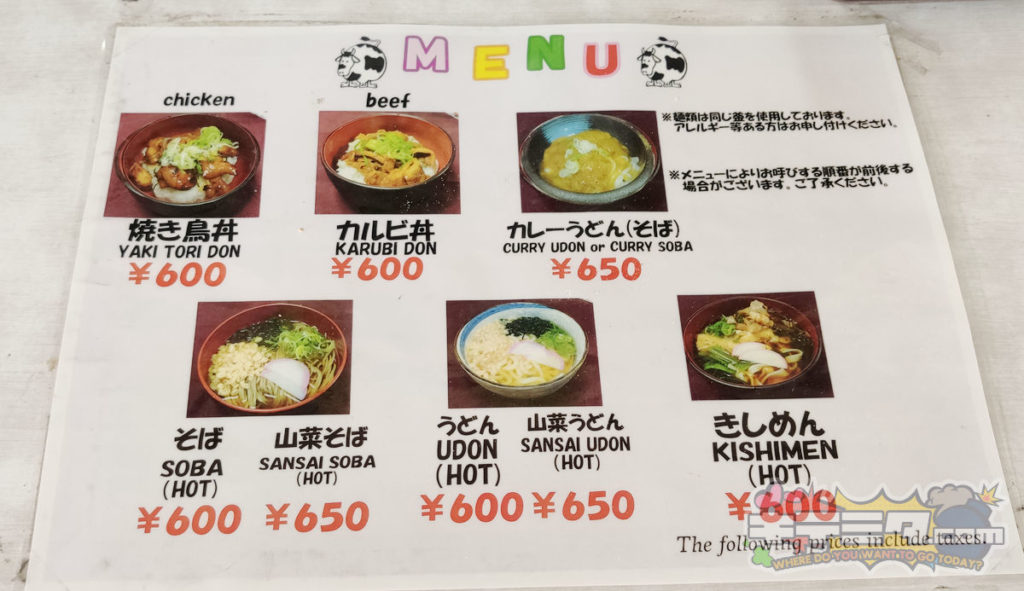 MENU
chicken
beef
※麺類は同じ釜を使用しております。
アレルギー等ある方はお申し付けください。
※メニューによりお呼びする順番が前後する
場合がございます。ご了承ください。
焼き鳥丼
YAKI TORI DON
¥600
カルビ丼
KARUBI DON
¥600
カレーうどん(そば)
CURRY UDON or CURRY SOBA
¥650
そば
SOBA
(HOT)
¥600
山菜そば
SANSAI SOBA
(HOT)
¥650
うどん
UDON
(HOT)
¥600
山菜うどん
SANSAI UDON
(HOT)
¥650
きしめん
KISHIMEN
(HOT)
¥600
The following prices include taxes!
WHERE DO YOU WANT TO GO TODAY?